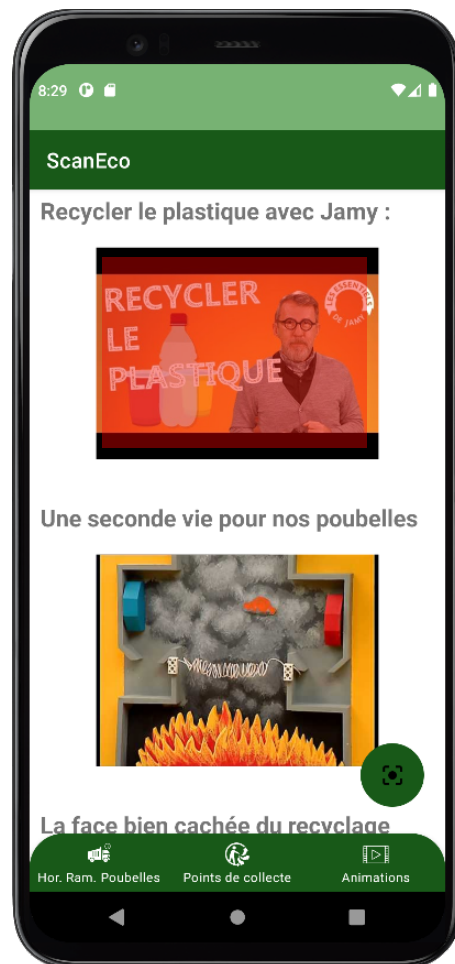 8:29
ScanEco
Recycler le plastique avec Jamy :
RECYCLER
LE
PLASTIQUE
LES ESSENTIELS
DE JAMY
Une seconde vie pour nos poubelles
La face bien cachée du recyclage
Hor. Ram. Poubelles
Points de collecte
Animations